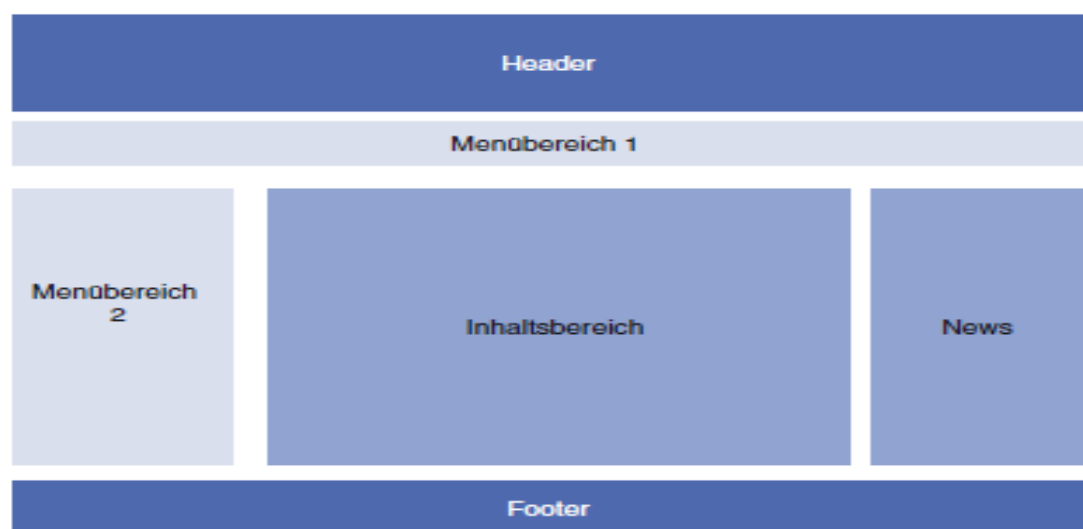 Header
Menübereich 1
Menübereich
2
Inhaltsbereich
News
Footer